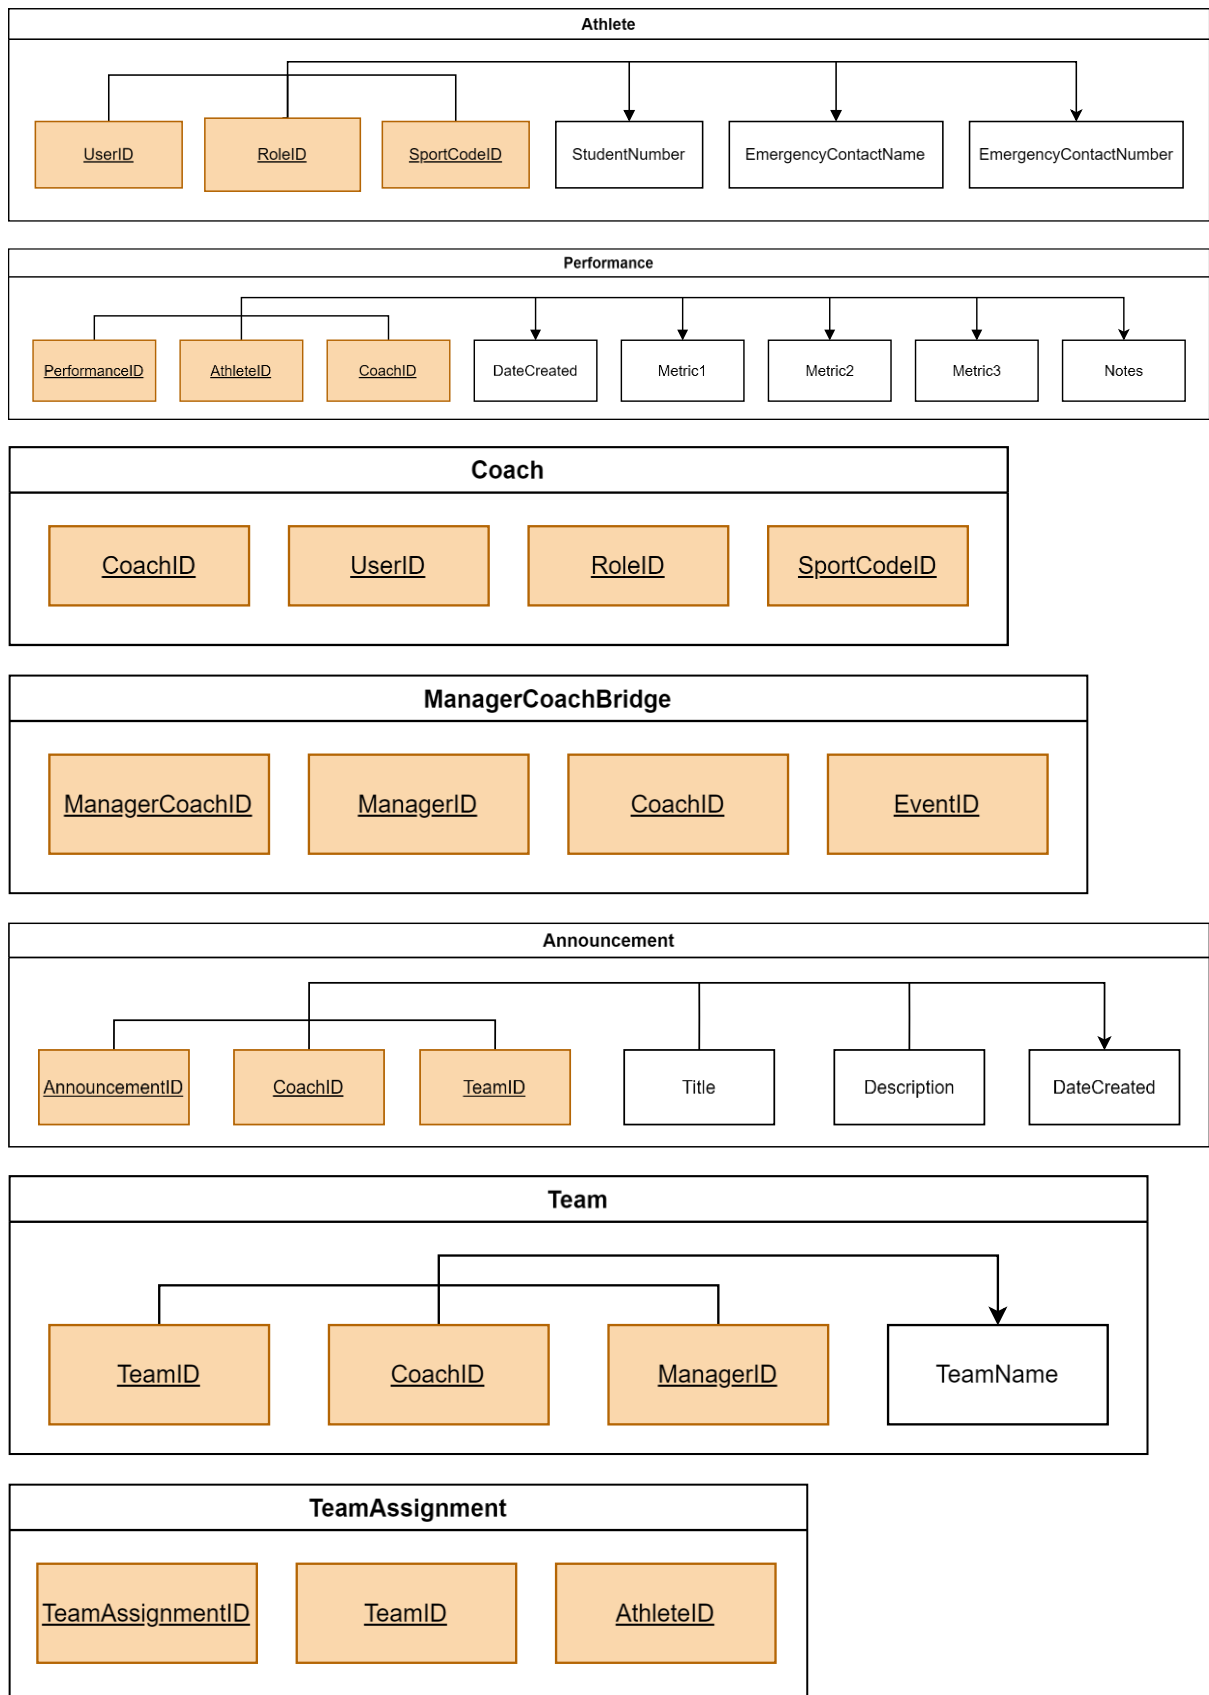 Athlete
UserID
RoleID
SportCodeID
StudentNumber
EmergencyContactName
EmergencyContactNumber
Performance
PerformanceID
AthleteID
CoachID
DateCreated
Metric1
Metric2
Metric3
Notes
Coach
CoachID
UserID
RoleID
SportCodeID
ManagerCoachBridge
ManagerCoachID
ManagerID
CoachID
EventID
Announcement
AnnouncementID
CoachID
TeamID
Title
Description
DateCreated
Team
TeamID
CoachID
ManagerID
TeamName
TeamAssignment
TeamAssignmentID
TeamID
AthleteID